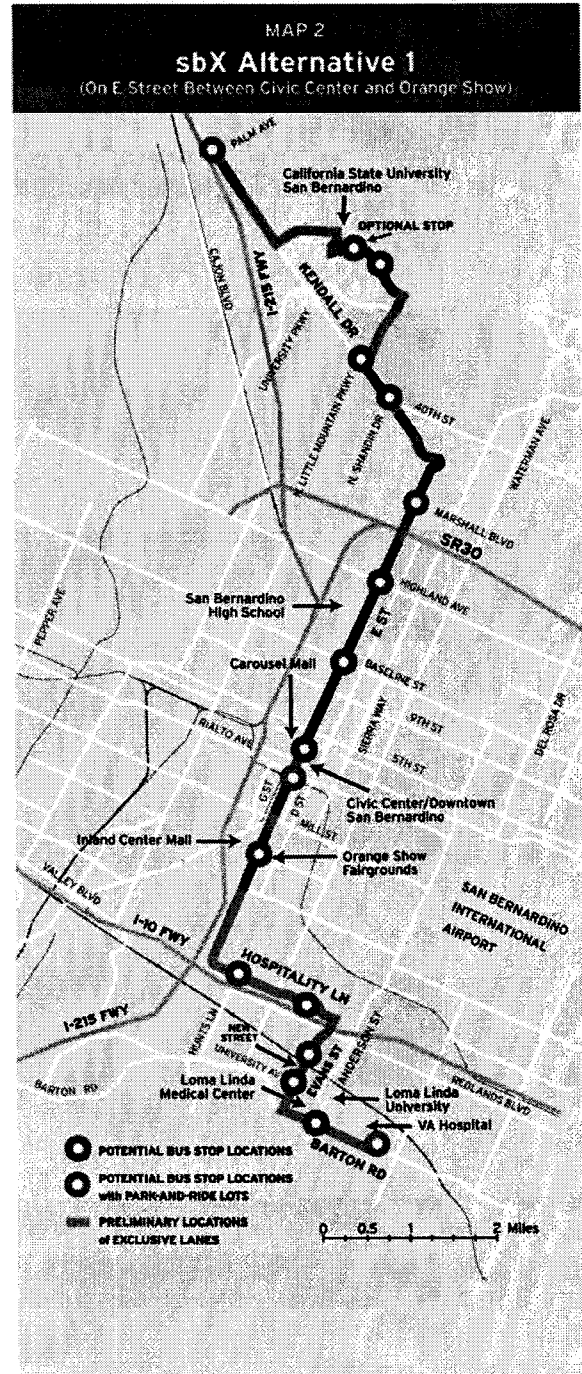 MAP 2
sbX Alternative 1
(On E Street Between Civic Center and Orange Show)
PALM AVE
California State University
San Bernardino
OPTIONAL STOP
CAJON BLVD
I-215 FWY
KENDALL DR
UNIVERSITY PKWY
N. LITTLE MOUNTAIN PKWY
N. SHANDIN DR
40TH ST
WATERMAN AVE
MARSHALL BLVD
SR30
HIGHLAND AVE
San Bernardino
High School
E ST
PEPPER AVE
BASELINE ST
Carousel Mall
SIERRA WAY
9TH ST
DEL ROSA DR
RIALTO AVE
5TH ST
G ST
D ST
Civic Center/Downtown
San Bernardino
MILL ST
Inland Center Mall
Orange Show
Fairgrounds
VALLEY BLVD
SAN BERNARDINO
INTERNATIONAL
AIRPORT
I-10 FWY
HOSPITALITY LN
I-215 FWY
HUNTS LN
NEW
STREET
UNIVERSITY AV
EVANS ST
ANDERSON ST
REDLANDS BLVD
BARTON RD
Loma Linda
Medical Center
Loma Linda
University
VA Hospital
BARTON RD
POTENTIAL BUS STOP LOCATIONS
POTENTIAL BUS STOP LOCATIONS
with PARK-AND-RIDE LOTS
PRELIMINARY LOCATIONS
of EXCLUSIVE LANES
0 0.5 1 2 Miles